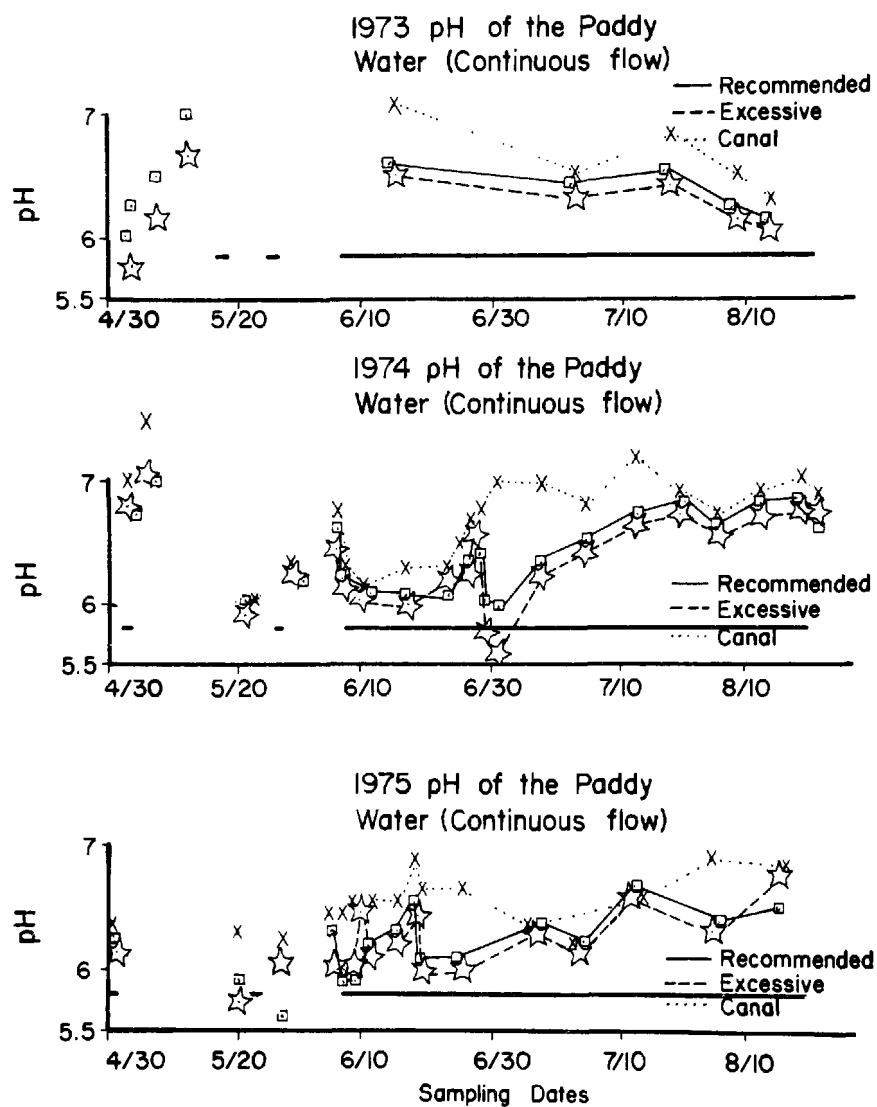 1973 pH of the Paddy
Water (Continuous flow)
Recommended
Excessive
Canal
7
6
5.5
pH
4/30 5/20 6/10 6/30 7/10 8/10
1974 pH of the Paddy
Water (Continuous flow)
7
6
5.5
pH
Recommended
Excessive
Canal
4/30 5/20 6/10 6/30 7/10 8/10
1975 pH of the Paddy
Water (Continuous flow)
7
6
5.5
pH
Recommended
Excessive
Canal
4/30 5/20 6/10 6/30 7/10 8/10
Sampling Dates